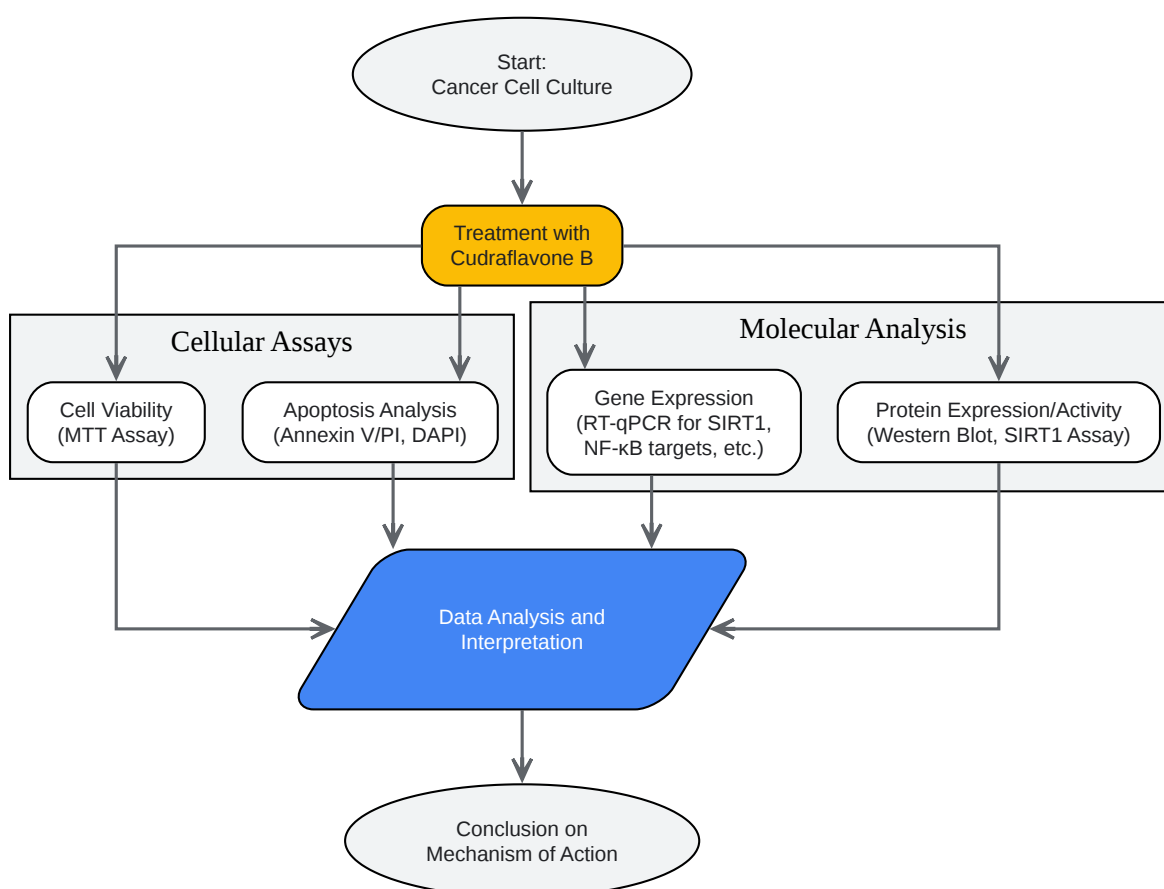 Start:
Cancer Cell Culture
Treatment with
Cudraflavone B
Cellular Assays
Cell Viability
(MTT Assay)
Apoptosis Analysis
(Annexin V/PI, DAPI)
Molecular Analysis
Gene Expression
(RT-qPCR for SIRT1,
NF-κB targets, etc.)
Protein Expression/Activity
(Western Blot, SIRT1 Assay)
Data Analysis and
Interpretation
Conclusion on
Mechanism of Action